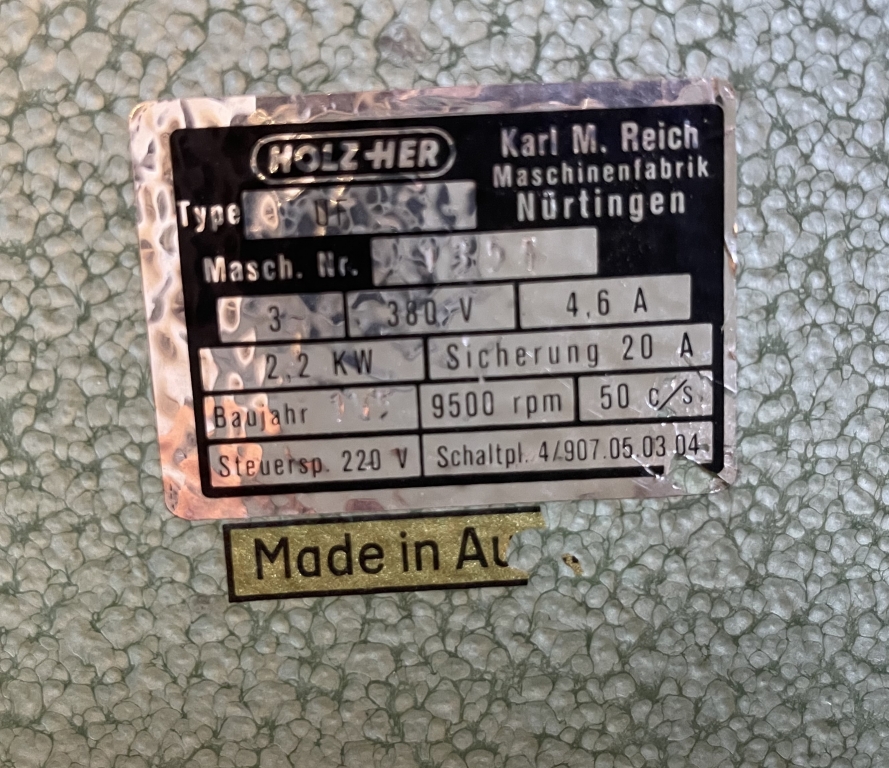 HOLZ-HER
Karl M. Reich
Maschinenfabrik
Nürtingen
Type
Masch. Nr.
3 380 V 4,6 A
2,2 KW Sicherung 20 A
Baujahr 9500 rpm 50 c/s
Steuersp. 220 V Schaltpl. 4/907.05.03 04
Made in Au